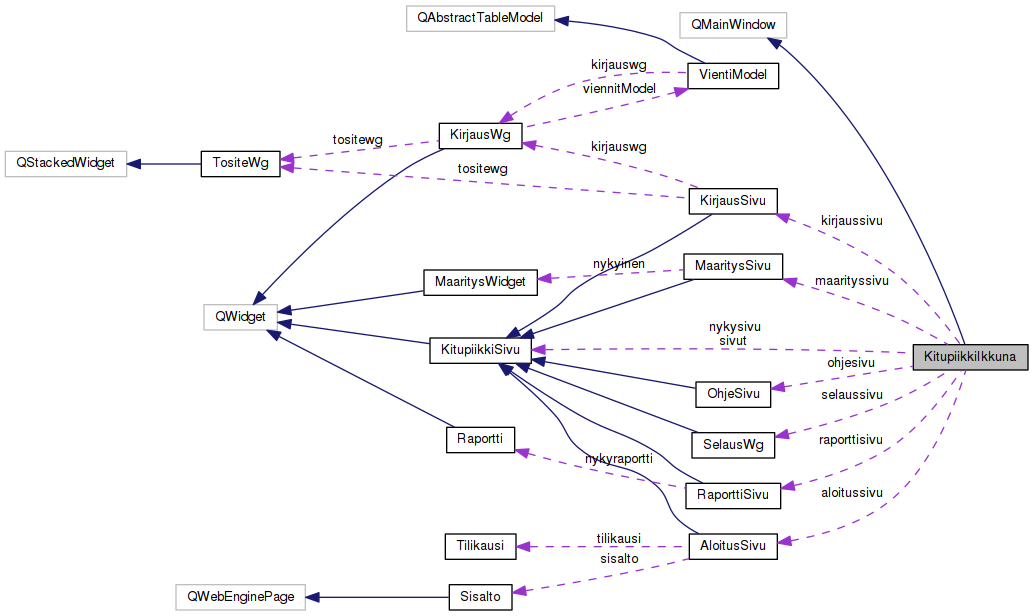 QAbstractTableModel
QMainWindow
kirjauswg
VientiModel
viennitModel
KirjausWg
tositewg
kirjauswg
QStackedWidget
TositeWg
tositewg
KirjausSivu
kirjaussivu
nykyinen
MaaritysSivu
MaaritysWidget
maarityssivu
QWidget
nykysivu
sivut
KitupiikkiSivu
KitupiikkiIkkuna
ohjesivu
OhjeSivu
selaussivu
Raportti
SelausWg
raporttisivu
nykyraportti
RaporttiSivu
aloitussivu
tilikausi
Tilikausi
AloitusSivu
sisalto
QWebEnginePage
Sisalto